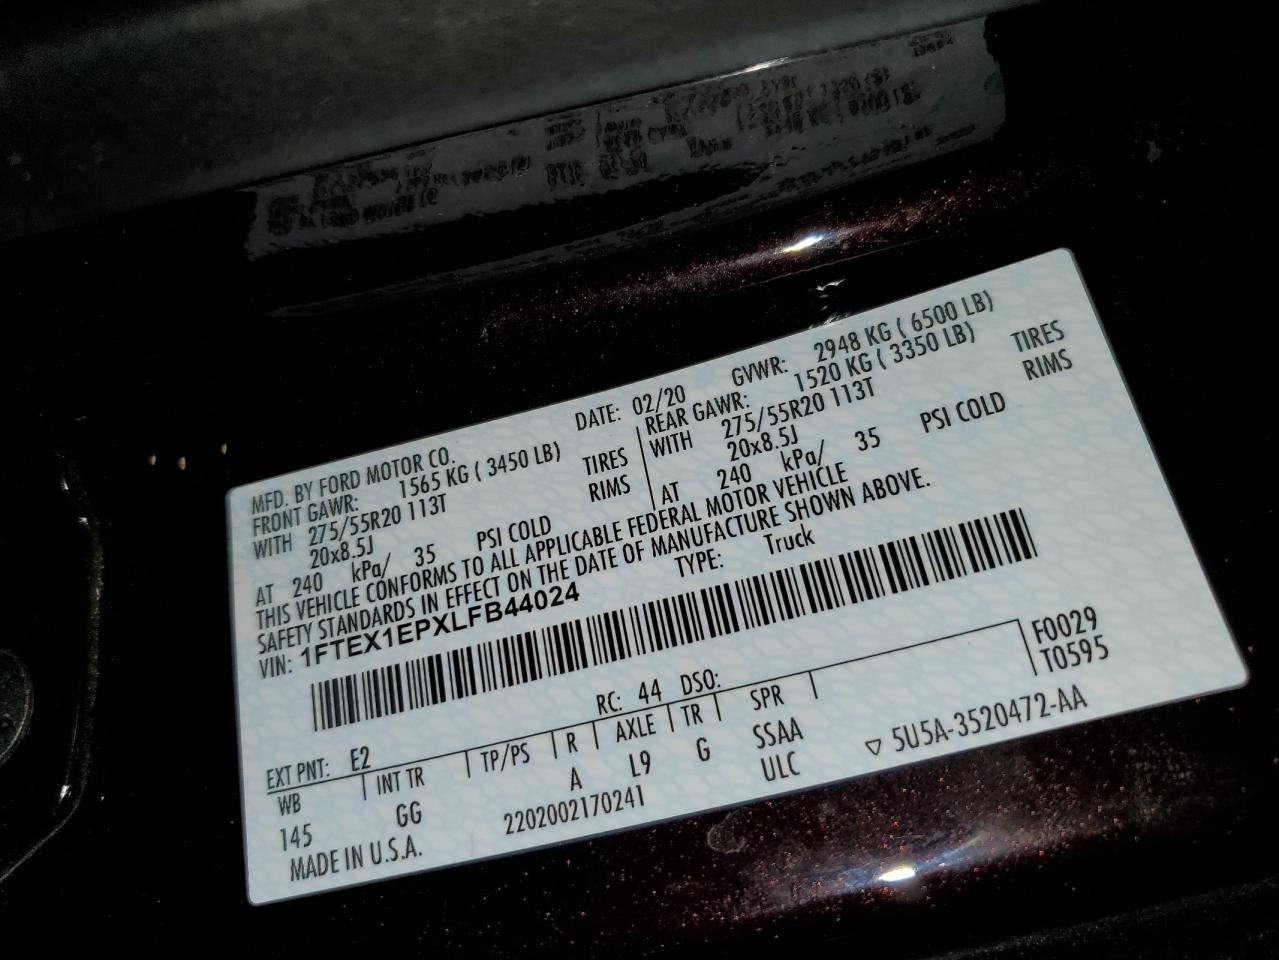 MFD. BY FORD MOTOR CO.
DATE: 02/20 GVWR: 2948 KG ( 6500 LB)
FRONT GAWR: 1565 KG ( 3450 LB)
WITH 275/55R20 113T TIRES
20x8.5J RIMS
AT 240 kPa/ 35 PSI COLD
REAR GAWR: 1520 KG ( 3350 LB)
WITH 275/55R20 113T TIRES
20x8.5J RIMS
AT 240 kPa/ 35 PSI COLD
THIS VEHICLE CONFORMS TO ALL APPLICABLE FEDERAL MOTOR VEHICLE
SAFETY STANDARDS IN EFFECT ON THE DATE OF MANUFACTURE SHOWN ABOVE.
VIN: 1FTEX1EPXLFB44024 TYPE: Truck
F0029
T0595
EXT PNT: E2 RC: 44 DSO:
WB INT TR TP/PS R AXLE TR SPR
145 GG A L9 G SSAA
ULC
MADE IN U.S.A. 2202002170241 ▽ 5U5A-3520472-AA